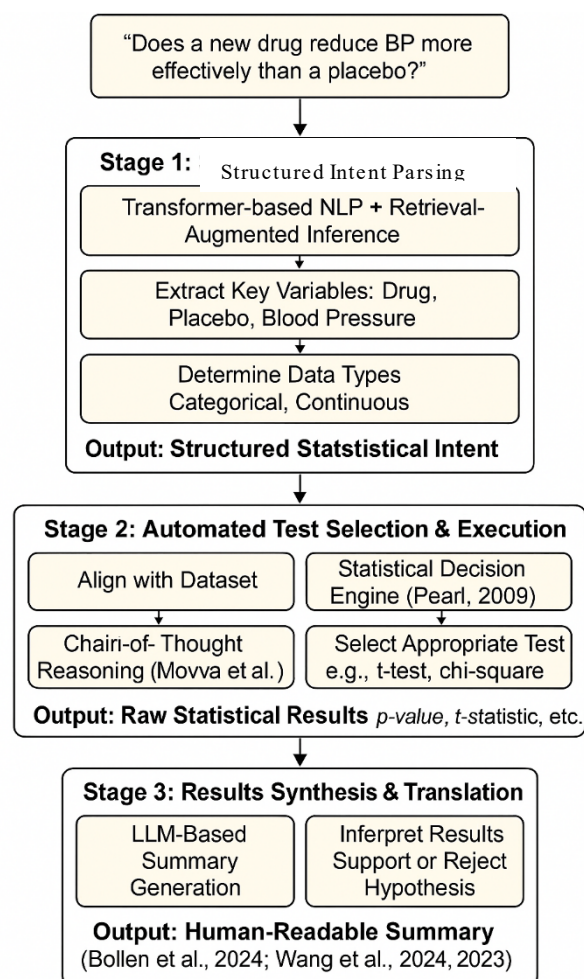 “Does a new drug reduce BP more
effectively than a placebo?”
Stage 1:
Structured Intent Parsing
Transformer-based NLP + Retrieval-
Augmented Inference
Extract Key Variables: Drug,
Placebo, Blood Pressure
Determine Data Types
Categorical, Continuous
Output: Structured Statstistical Intent
Stage 2: Automated Test Selection & Execution
Align with Dataset
Chairı-of- Thought
Reasoning (Movva et al.)
Statistical Decision
Engine (Pearl, 2009)
Select Appropriate Test
e.g., t-test, chi-square
Output: Raw Statistical Results p-value, t-statistic, etc.
Stage 3: Results Synthesis & Translation
LLM-Based
Summary
Generation
Inferpret Results
Support or Reject
Hypothesis
Output: Human-Readable Summary
(Bollen et al., 2024; Wang et al., 2024, 2023)